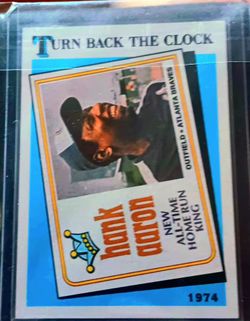 TURN BACK THE CLOCK
hank
aaron
NEW
ALL-TIME
HOME RUN
KING
OUTFIELD • ATLANTA BRAVES
1974